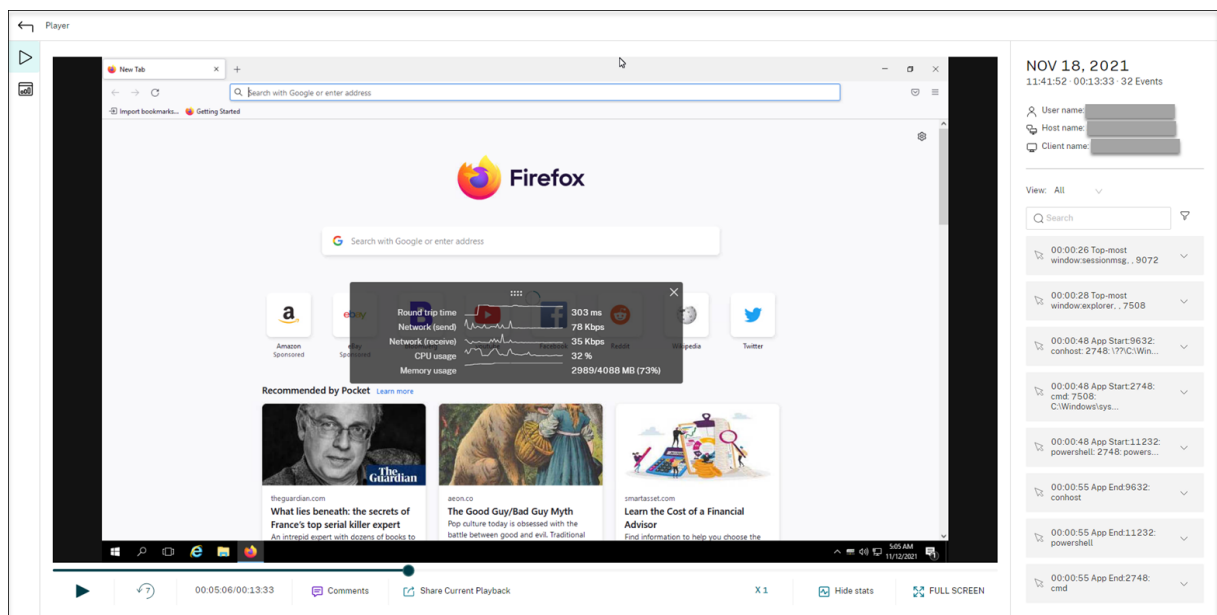 Player
New Tab
Search with Google or enter address
Import bookmarks...
Getting Started
Firefox
Search with Google or enter address
Round trip time 303 ms
Network (send) 78 Kbps
Network (receive) 35 Kbps
CPU usage 32 %
Memory usage 2989/4088 MB (73%)
a
ebay
Amazon
Sponsored
eBay
Facebook
Reddit
Wikipedia
Twitter
Recommended by Pocket Learn more
The
Guardian
theguardian.com
What lies beneath: the secrets of
France's top serial killer expert
An intrepid expert with dozens of books to
aeon.co
The Good Guy/Bad Guy Myth
Pop culture today is obsessed with the
battle between good and evil. Traditional
smartasset.com
Learn the Cost of a Financial
Advisor
Find information to help you choose the
5:05 AM
11/12/2021
7
00:05:06/00:13:33
Comments
Share Current Playback
X 1
Hide stats
FULL SCREEN
NOV 18, 2021
11:41:52 · 00:13:33 · 32 Events
User name:
Host name:
Client name:
View: All
Search
00:00:26 Top-most
window:sessionmsg, , 9072
00:00:28 Top-most
window:explorer, , 7508
00:00:48 App Start:9632:
conhost: 2748: \??\C:\Win...
00:00:48 App Start:2748:
cmd: 7508:
C:\Windows\sys...
00:00:48 App Start:11232:
powershell: 2748: powers...
00:00:55 App End:9632:
conhost
00:00:55 App End:11232:
powershell
00:00:55 App End:2748:
cmd